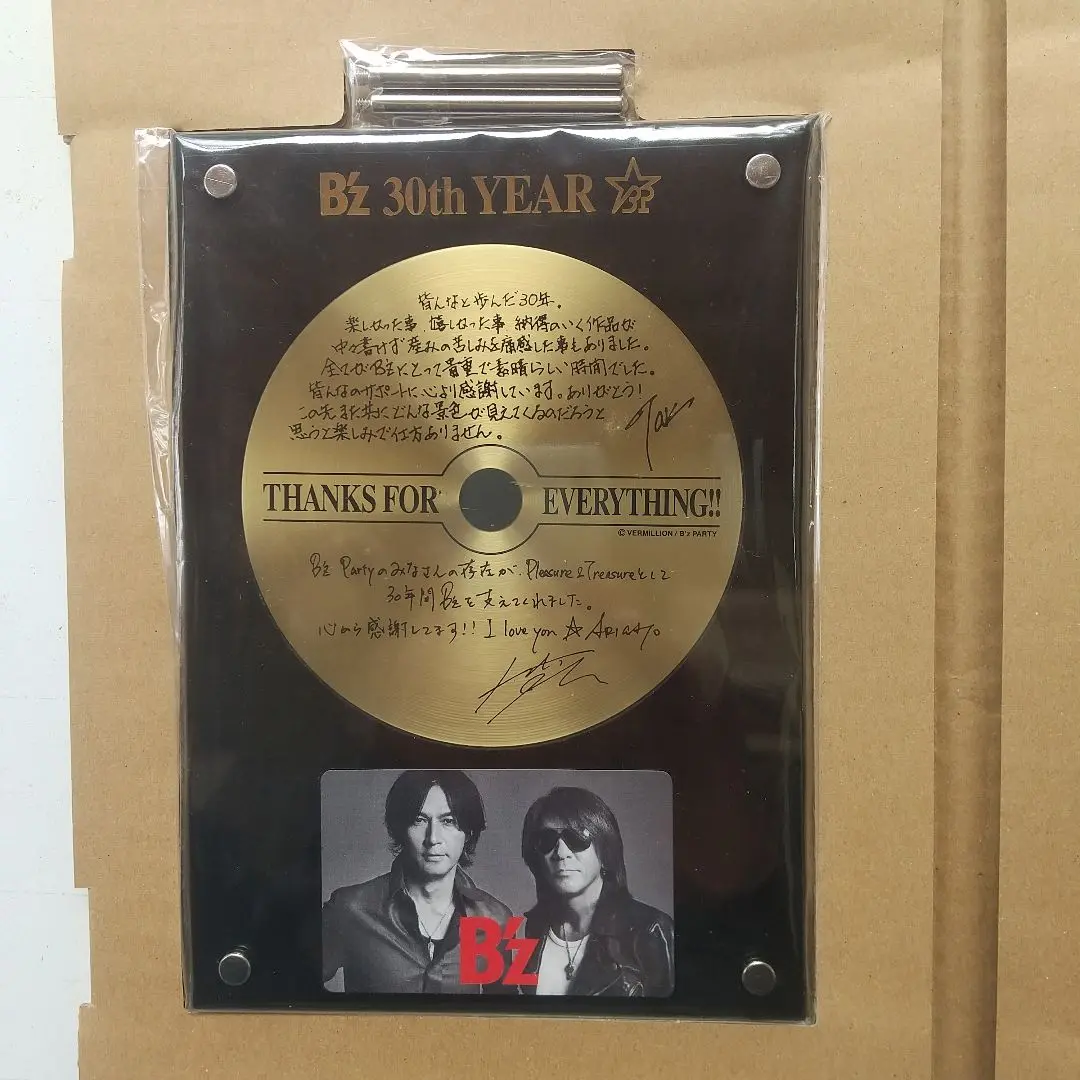 B'z 30th YEAR
皆んなと歩んだ30年。
楽しかった事、嬉しかった事、納得のいく作品が
中々書けず産みの苦しみを痛感した事もありました。
全てがB'zにとって貴重で素晴らしい時間でした。
皆んなのサポートに心より感謝しています。ありがとう!
この先また共にどんな景色が見えてくるのだろうと
思うと楽しみで仕方ありません。
Tak
THANKS FOR EVERYTHING!!
© VERMILLION / B'z PARTY
B'z Partyのみなさんの存在が、Pleasure & Treasureとして
30年間B'zを支えてくれました。
心から感謝してます!! I love you ☆ ARIGATO
B'z